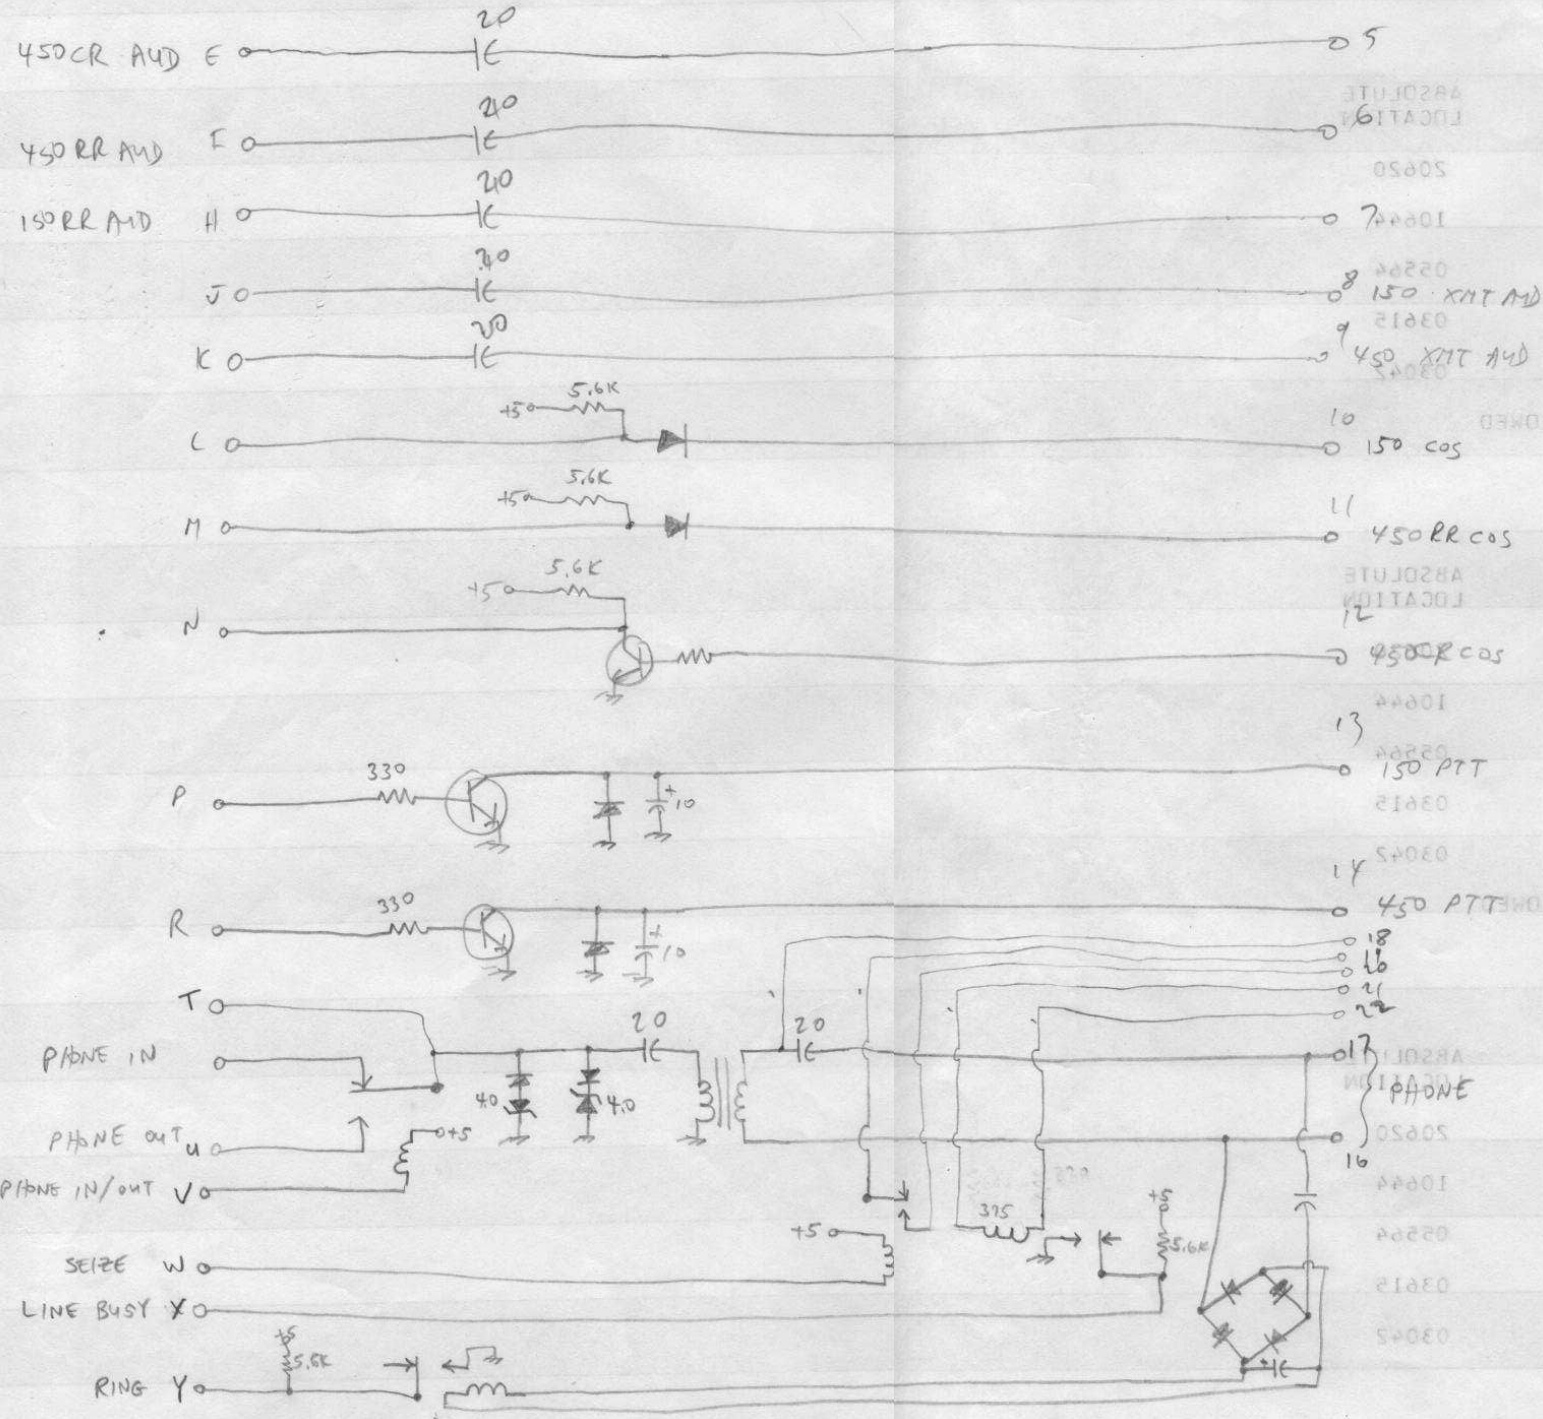 20
450CR AUD E 5
20
450RR AUD I 6
20
150RR AUD H 7
20
J 8 150 XMT AUD
20
K 9 450 XMT AUD
5.6K
+5
L 10 150 COS
5.6K
+5
M 11 450RR COS
5.6K
+5
N 12 COS
13
330
P 10 150 PTT
14
330
R 10 450 PTT
18
20
21
22
T
20 20
PHONE IN 17
4.0 4.0 PHONE
PHONE OUT U +5 16
PHONE IN/OUT V
+5 375 +5
5.6K
SEIZE W
LINE BUSY X
+5
5.6K
RING Y
ABSOLUTE
LOCATION
20620
10644
05564
03615
03042
OWED
ABSOLUTE
LOCATION
10644
05564
03615
03042
OWED
ABSOLUTE
LOCATION
20620
10644
05564
03615
03042